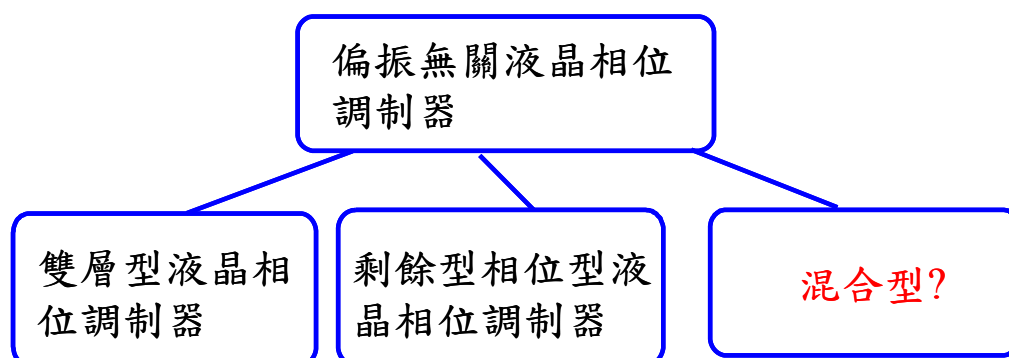 偏振無關液晶相位
調制器
雙層型液晶相
位調制器
剩餘型相位型液
晶相位調制器
混合型?